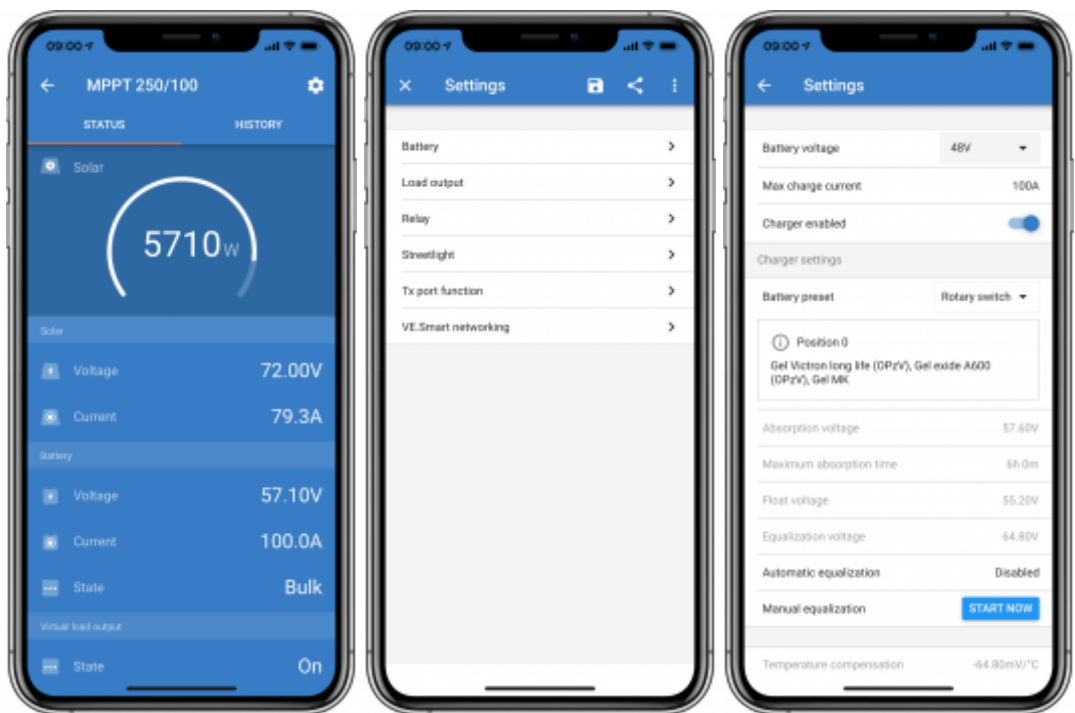 09:00
MPPT 250/100
STATUS HISTORY
Solar
5710W
Solar
Voltage 72.00V
Current 79.3A
Battery
Voltage 57.10V
Current 100.0A
State Bulk
Virtual load output
State On
09:00
Settings
Battery
Load output
Relay
Streetlight
Tx port function
VE.Smart networking
09:00
Settings
Battery voltage 48V
Max charge current 100A
Charger enabled
Charger settings
Battery preset Rotary switch
Position 0
Gel Victron long life (OPzV), Gel exide A600
(OPzV), Gel MK
Absorption voltage 57.60V
Maximum absorption time 6h 0m
Float voltage 55.20V
Equalization voltage 64.80V
Automatic equalization Disabled
Manual equalization START NOW
Temperature compensation -64.80mV/°C